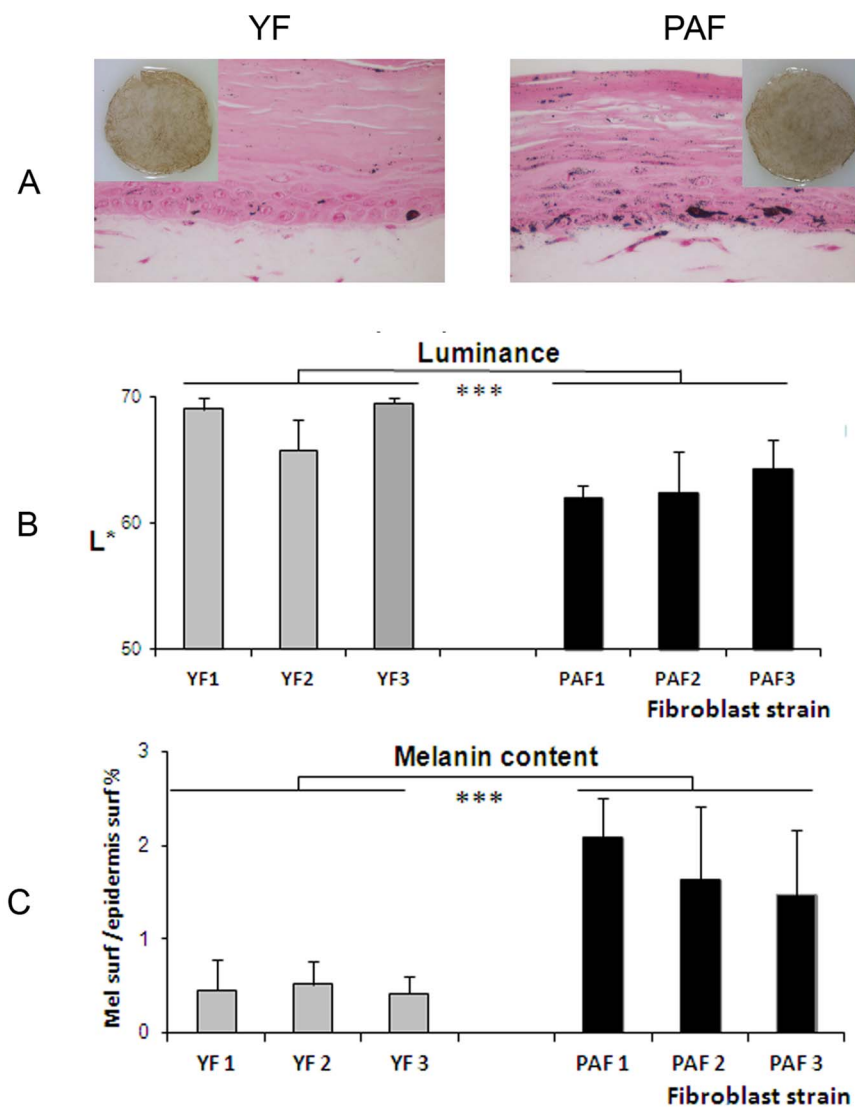 YF PAF
A
Luminance
***
70
60
50
B
L*
YF1 YF2 YF3 PAF1 PAF2 PAF3
Fibroblast strain
Melanin content
***
3
2
1
0
C
Mel surf /epidermis surf %
YF 1 YF 2 YF 3 PAF 1 PAF 2 PAF 3
Fibroblast strain